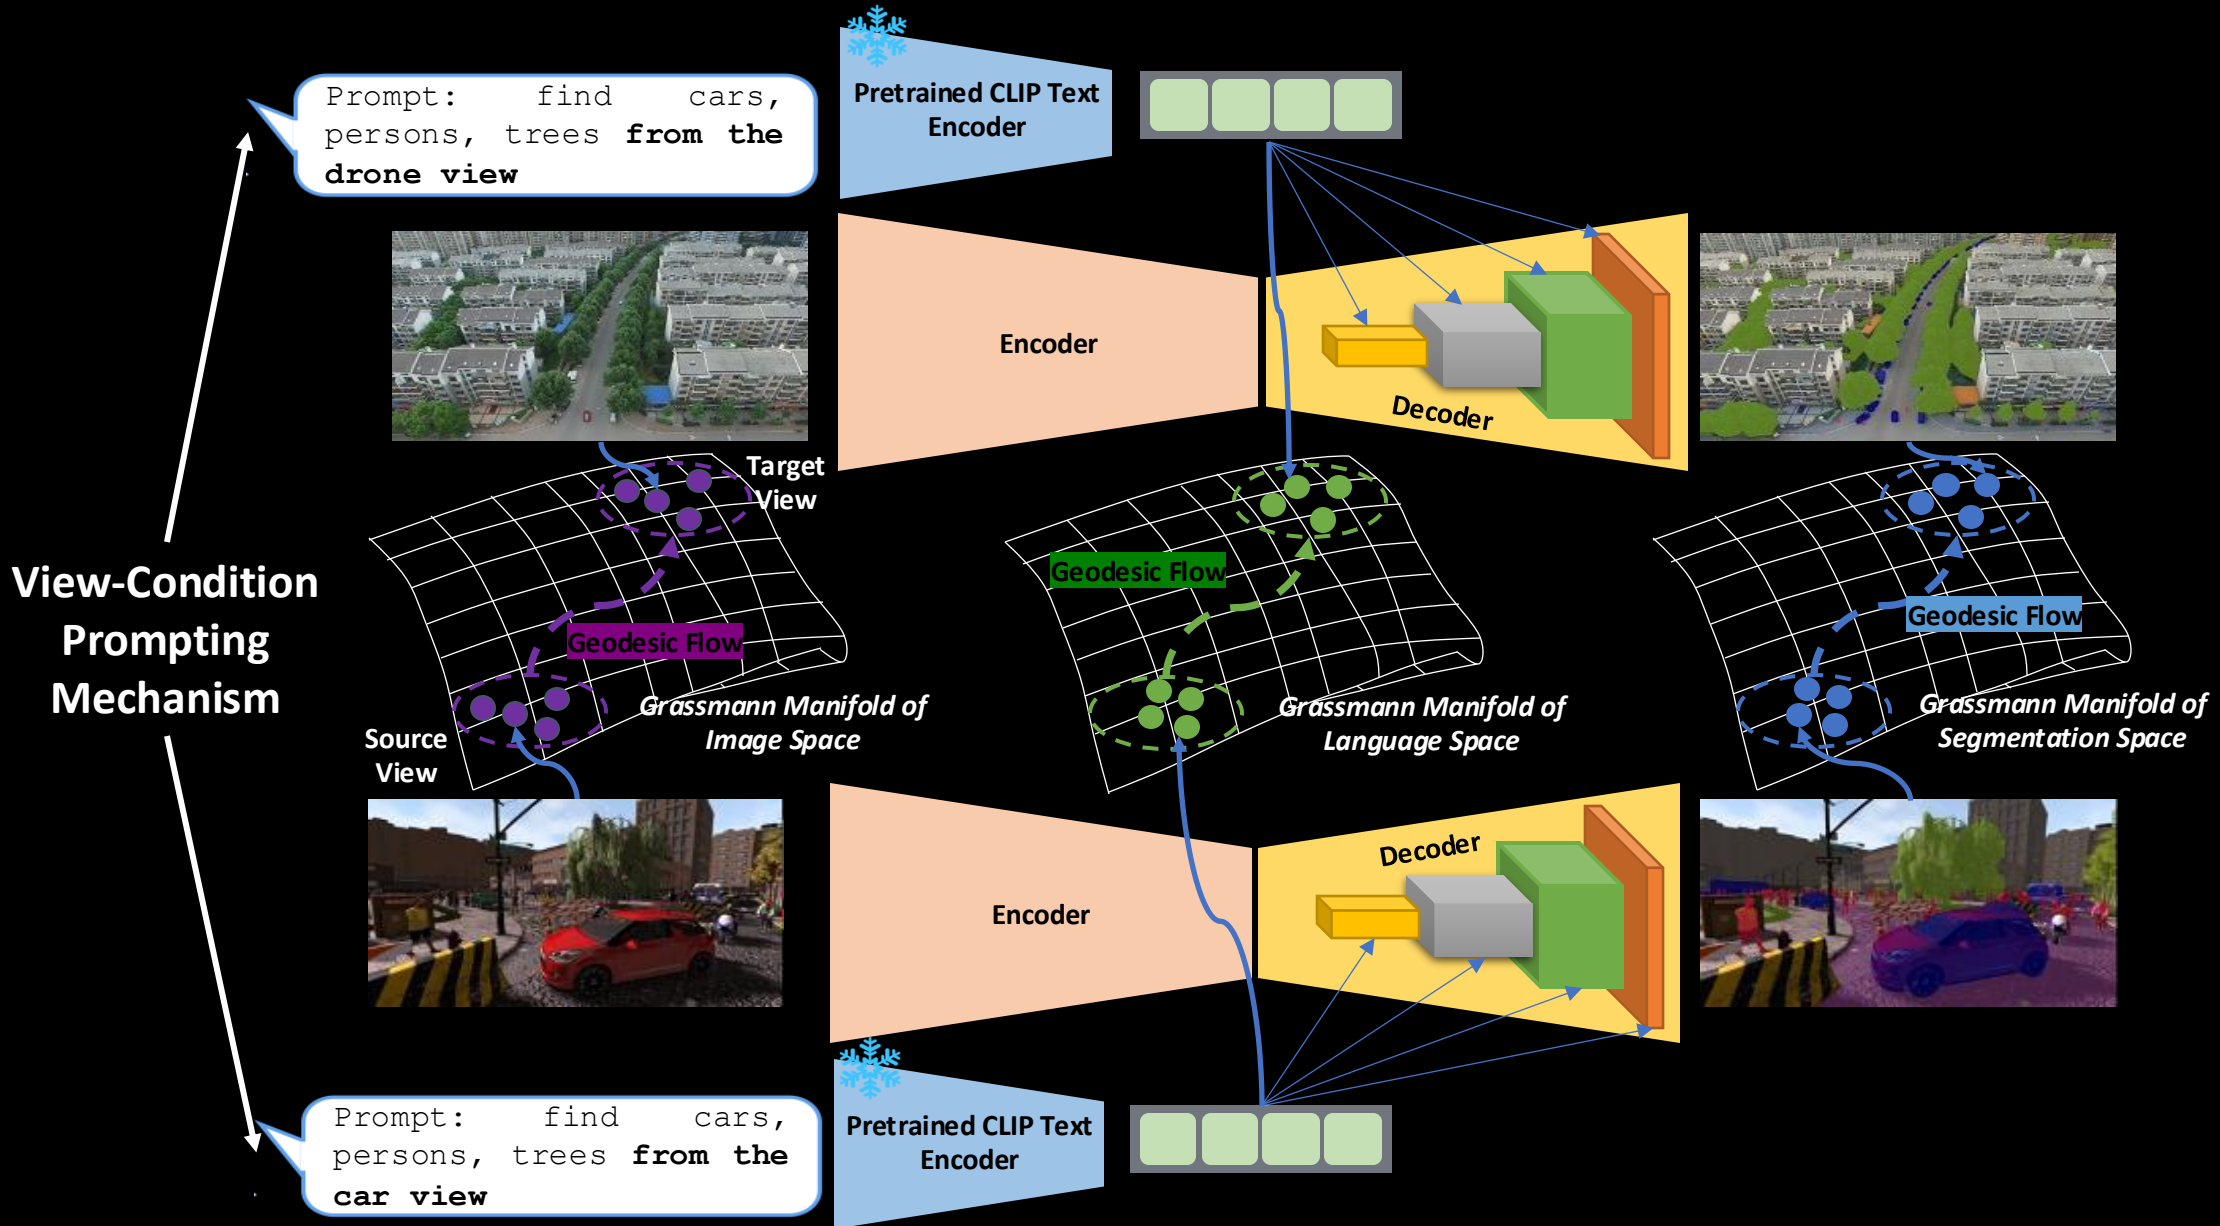 Prompt: find cars,
persons, trees from the
drone view
Pretrained CLIP Text
Encoder
Encoder
Decoder
Target
View
Geodesic Flow
Geodesic Flow
Geodesic Flow
View-Condition
Prompting
Mechanism
Grassmann Manifold of
Image Space
Grassmann Manifold of
Language Space
Grassmann Manifold of
Segmentation Space
Source
View
Encoder
Decoder
Pretrained CLIP Text
Encoder
Prompt: find cars,
persons, trees from the
car view